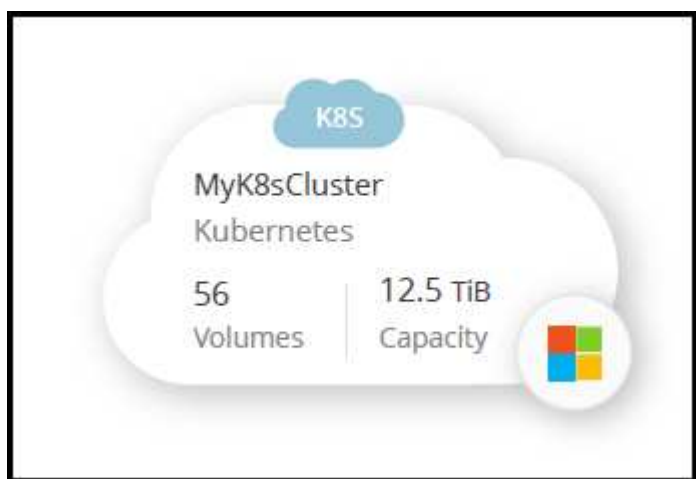 K8S
MyK8sCluster
Kubernetes
56
Volumes
12.5 TiB
Capacity